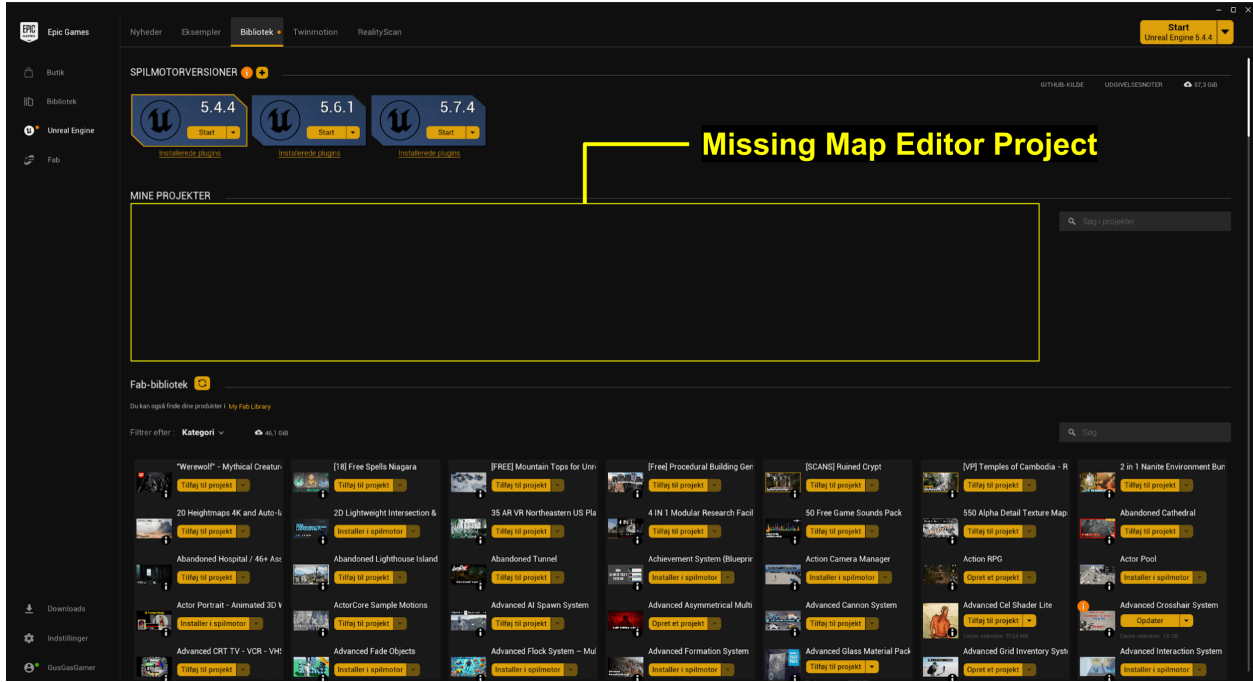 EPIC GAMES
Epic Games
Nyheder Eksempler Bibliotek Twinmotion RealityScan
Start
Unreal Engine 5.4.4
Butik
Bibliotek
Unreal Engine
Fab
SPILMOTORVERSIONER
GITHUB-KILDE UDGIVELSESNOTER 87,3 GiB
5.4.4 5.6.1 5.7.4
Start Start Start
Installerede plugins Installerede plugins Installerede plugins
Missing Map Editor Project
MINE PROJEKTER
Søg i projekter
Fab-bibliotek
Du kan også finde dine produkter i My Fab Library
Filtrer efter: Kategori 46,1 GiB
Søg
"Werewolf" - Mythical Creature [18] Free Spells Niagara [FREE] Mountain Tops for Unre [Free] Procedural Building Gen [SCANS] Ruined Crypt [VP] Temples of Cambodia - R 2 in 1 Nanite Environment Bun
Tilføj til projekt Tilføj til projekt Tilføj til projekt Tilføj til projekt Tilføj til projekt Tilføj til projekt Tilføj til projekt
20 Heightmaps 4K and Auto-la 2D Lightweight Intersection & 35 AR VR Northeastern US Pla 4 IN 1 Modular Research Facil 50 Free Game Sounds Pack 550 Alpha Detail Texture Map Abandoned Cathedral
Tilføj til projekt Installer i spilmotor Tilføj til projekt Tilføj til projekt Tilføj til projekt Tilføj til projekt Tilføj til projekt
Abandoned Hospital / 46+ Ass Abandoned Lighthouse Island Abandoned Tunnel Achievement System (Blueprin Action Camera Manager Action RPG Actor Pool
Tilføj til projekt Tilføj til projekt Tilføj til projekt Installer i spilmotor Installer i spilmotor Opret et projekt Installer i spilmotor
Actor Portrait - Animated 3D ActorCore Sample Motions Advanced AI Spawn System Advanced Asymmetrical Multi Advanced Cannon System Advanced Cel Shader Lite Advanced Crosshair System
Installer i spilmotor Tilføj til projekt Tilføj til projekt Opret et projekt Tilføj til projekt Tilføj til projekt Opdater
Advanced CRT TV - VCR - VHS Advanced Fade Objects Advanced Flock System – Mul Advanced Formation System Advanced Glass Material Pack Advanced Grid Inventory Syst Advanced Interaction System
Tilføj til projekt Installer i spilmotor Installer i spilmotor Installer i spilmotor Tilføj til projekt Opret et projekt Installer i spilmotor
Downloads
Indstillinger
GusGasGamer